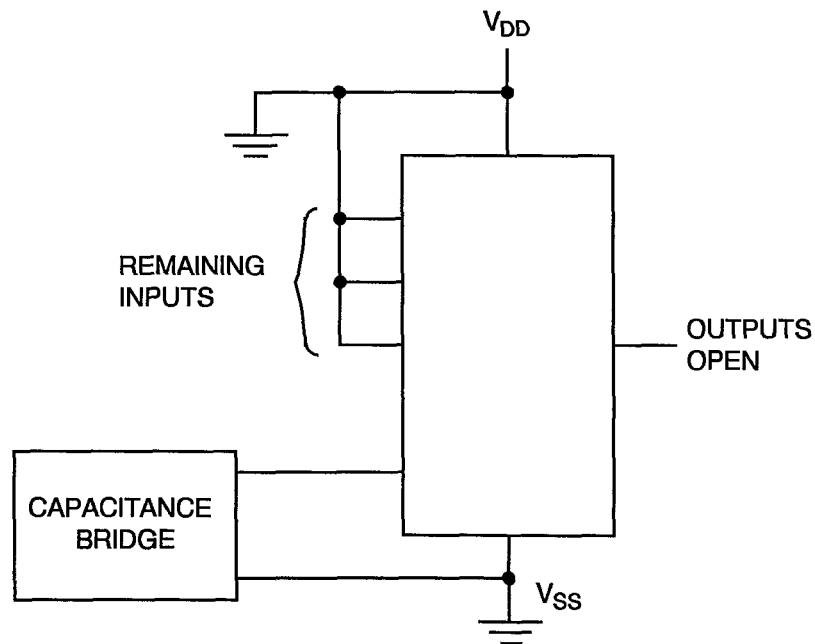 VDD
REMAINING
INPUTS
OUTPUTS
OPEN
CAPACITANCE
BRIDGE
VSS